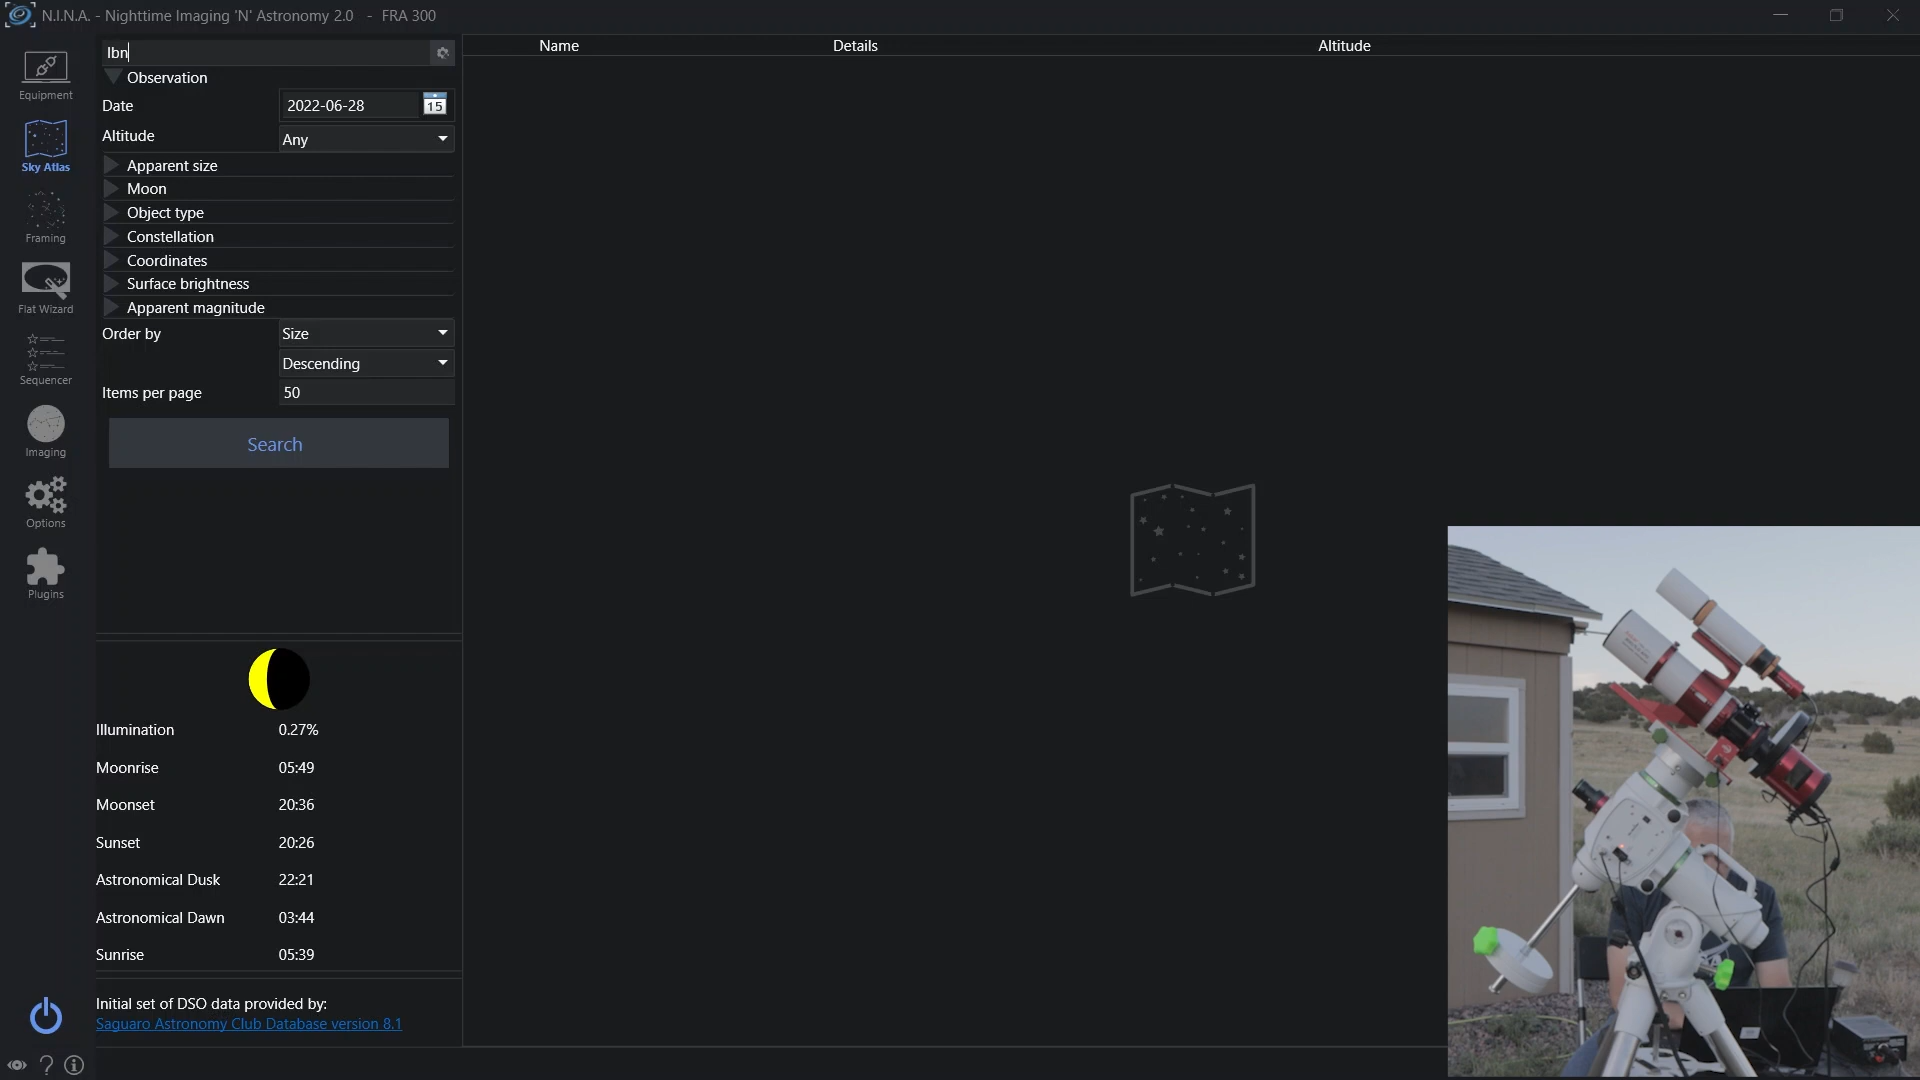 N.I.N.A. - Nighttime Imaging 'N' Astronomy 2.0 - FRA 300
Equipment
Sky Atlas
Framing
Flat Wizard
Sequencer
Imaging
Options
Plugins
lbn
Observation
Date 2022-06-28 15
Altitude Any
Apparent size
Moon
Object type
Constellation
Coordinates
Surface brightness
Apparent magnitude
Order by Size
Descending
Items per page 50
Search
Illumination 0.27%
Moonrise 05:49
Moonset 20:36
Sunset 20:26
Astronomical Dusk 22:21
Astronomical Dawn 03:44
Sunrise 05:39
Initial set of DSO data provided by:
Saguaro Astronomy Club Database version 8.1
Name Details Altitude